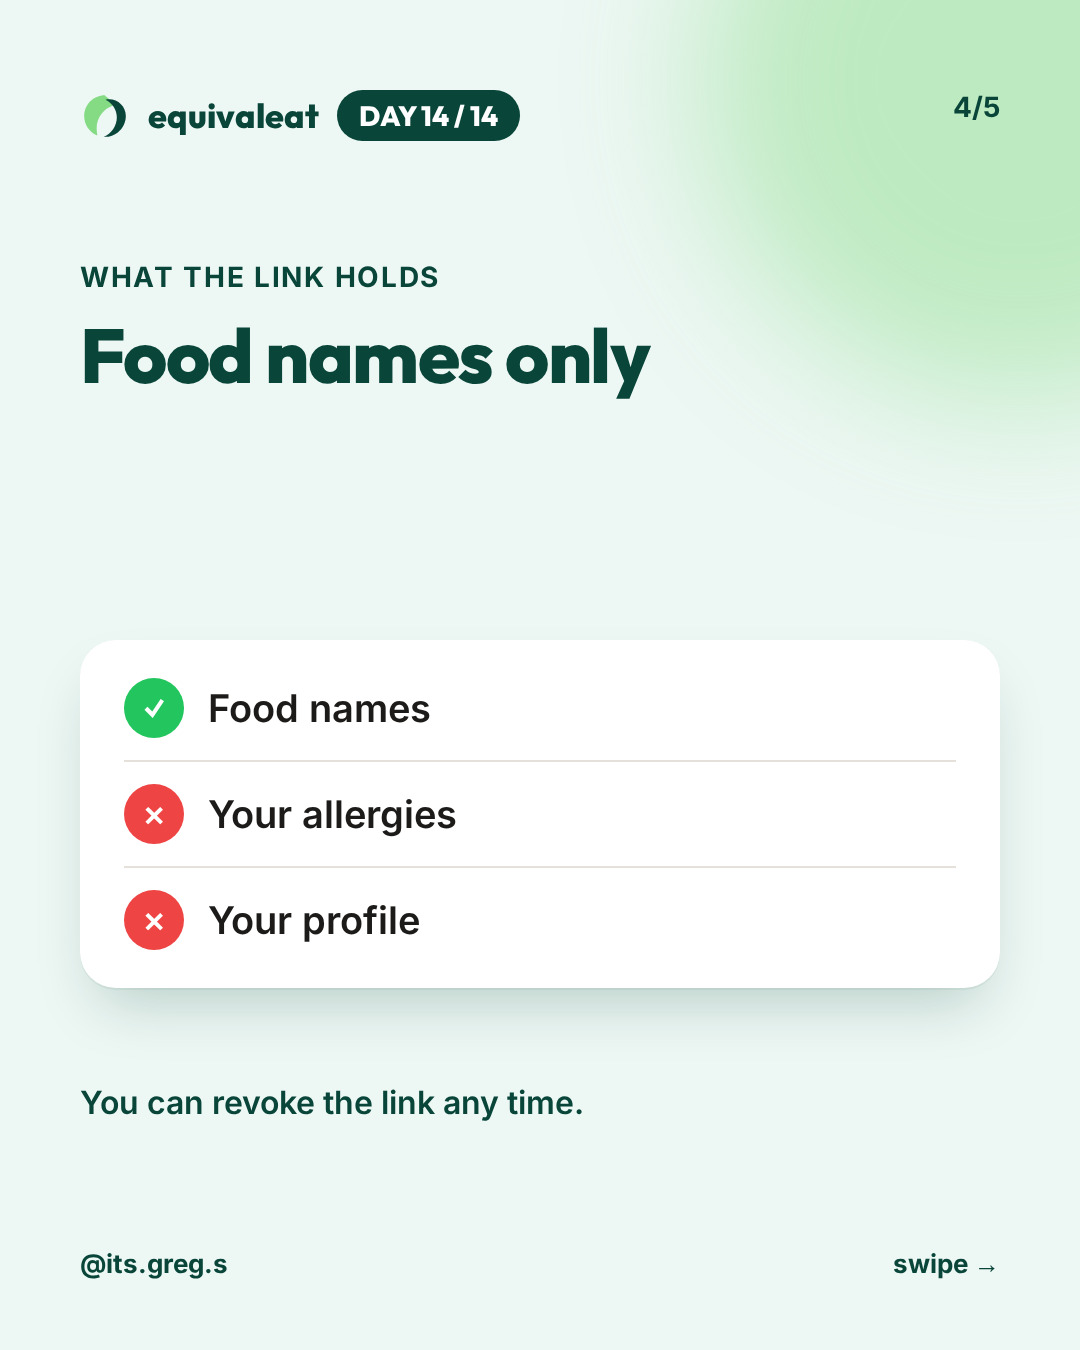 equivaleat
DAY 14 / 14
4/5
WHAT THE LINK HOLDS
Food names only
Food names
Your allergies
Your profile
You can revoke the link any time.
@its.greg.s
swipe →